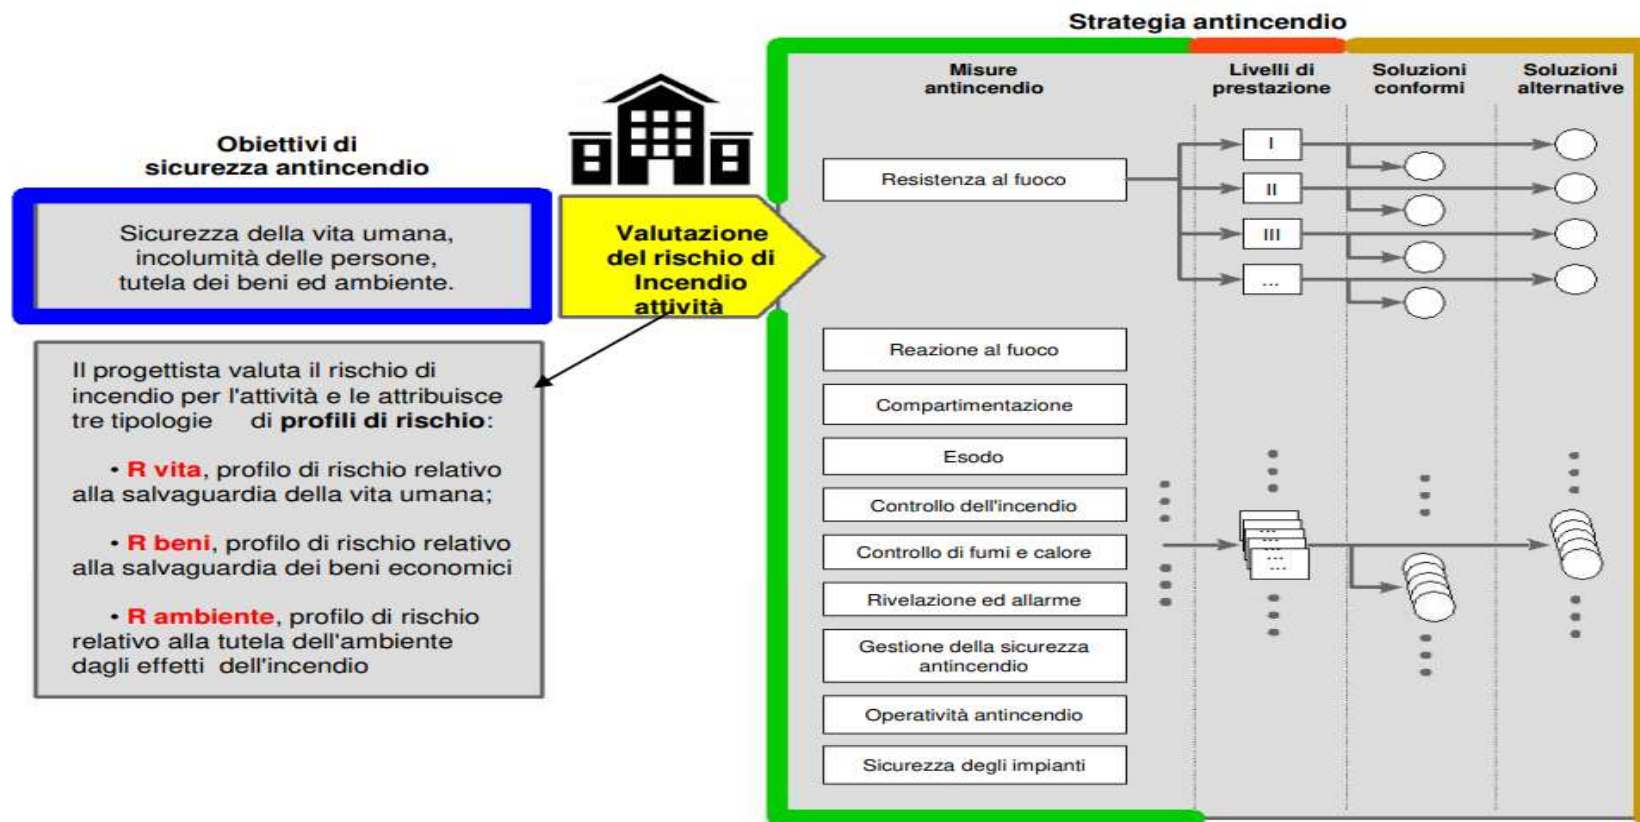 Obiettivi di
sicurezza antincendio
Sicurezza della vita umana,
incolumità delle persone,
tutela dei beni ed ambiente.
Valutazione
del rischio di
Incendio
attività
Il progettista valuta il rischio di
incendio per l'attività e le attribuisce
tre tipologie di profili di rischio:
• R vita, profilo di rischio relativo
alla salvaguardia della vita umana;
• R beni, profilo di rischio relativo
alla salvaguardia dei beni economici
• R ambiente, profilo di rischio
relativo alla tutela dell'ambiente
dagli effetti dell'incendio
Strategia antincendio
Misure
antincendio
Livelli di
prestazione
Soluzioni
conformi
Soluzioni
alternative
Resistenza al fuoco
I
II
III
...
Reazione al fuoco
Compartimentazione
Esodo
Controllo dell'incendio
Controllo di fumi e calore
Rivelazione ed allarme
Gestione della sicurezza
antincendio
Operatività antincendio
Sicurezza degli impianti
...
...